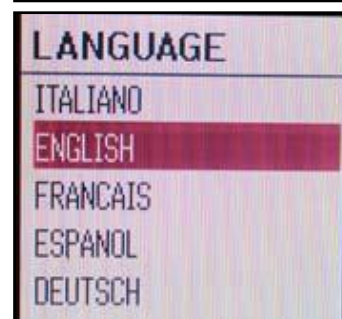 LANGUAGE
ITALIANO
ENGLISH
FRANCAIS
ESPANOL
DEUTSCH